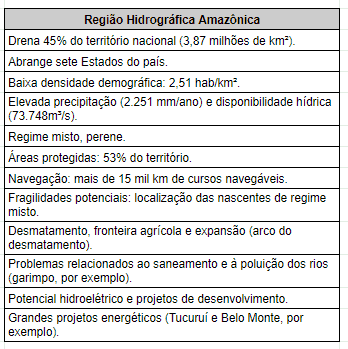 Região Hidrográfica Amazônica
Drena 45% do território nacional (3,87 milhões de km²).
Abrange sete Estados do país.
Baixa densidade demográfica: 2,51 hab/km².
Elevada precipitação (2.251 mm/ano) e disponibilidade hídrica
(73.748m³/s).
Regime misto, perene.
Áreas protegidas: 53% do território.
Navegação: mais de 15 mil km de cursos navegáveis.
Fragilidades potenciais: localização das nascentes de regime
misto.
Desmatamento, fronteira agrícola e expansão (arco do
desmatamento).
Problemas relacionados ao saneamento e à poluição dos rios
(garimpo, por exemplo).
Potencial hidroelétrico e projetos de desenvolvimento.
Grandes projetos energéticos (Tucuruí e Belo Monte, por
exemplo).